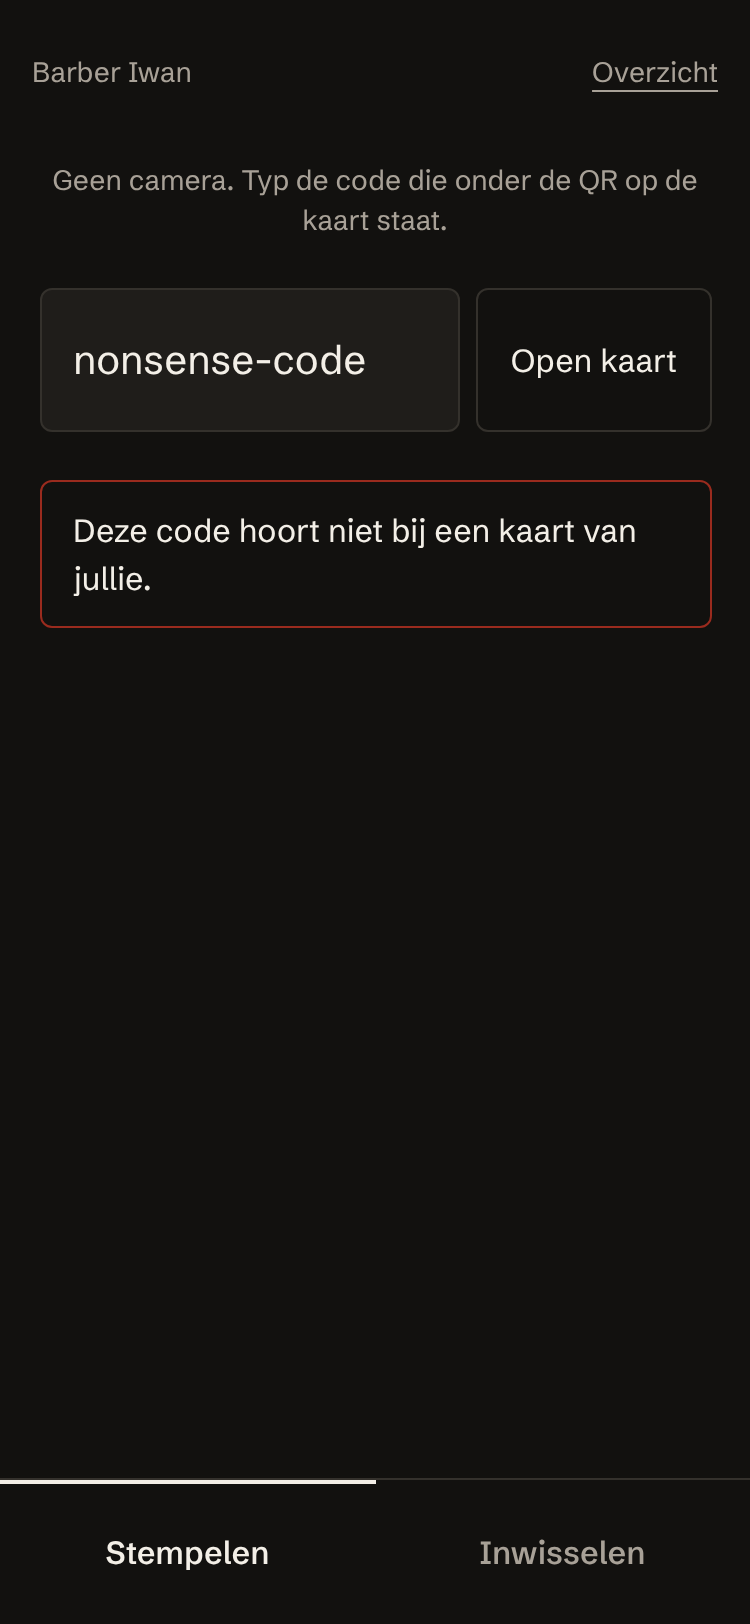 Barber Iwan
Overzicht
Geen camera. Typ de code die onder de QR op de
kaart staat.
nonsense-code
Open kaart
Deze code hoort niet bij een kaart van
jullie.
Stempelen
Inwisselen